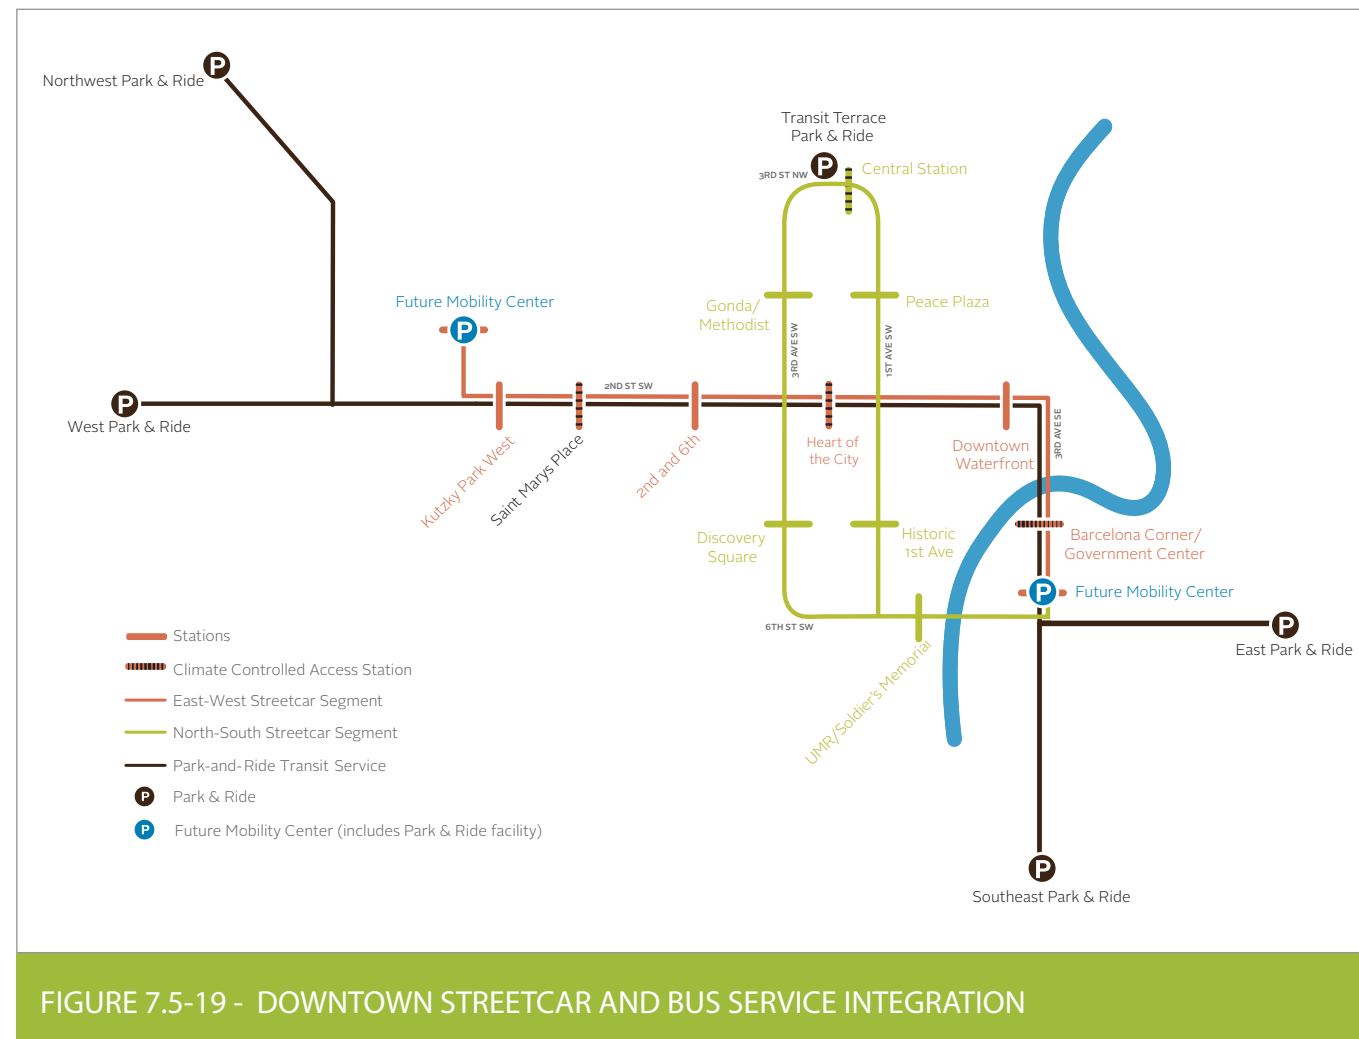 Northwest Park & Ride
P
Transit Terrace
Park & Ride
P
3RD ST NW
Central Station
Future Mobility Center
P
Gonda/
Methodist
Peace Plaza
3RD AVE SW
1ST AVE SW
2ND ST SW
P
West Park & Ride
Kutzky Park West
Saint Marys Place
2nd and 6th
Heart of
the City
Downtown
Waterfront
3RD AVE SE
Discovery
Square
Historic
1st Ave
Barcelona Corner/
Government Center
P
Future Mobility Center
6TH ST SW
UMR/Soldier's Memorial
P
East Park & Ride
P
Southeast Park & Ride
Stations
Climate Controlled Access Station
East-West Streetcar Segment
North-South Streetcar Segment
Park-and-Ride Transit Service
P Park & Ride
P Future Mobility Center (includes Park & Ride facility)
FIGURE 7.5-19 - DOWNTOWN STREETCAR AND BUS SERVICE INTEGRATION